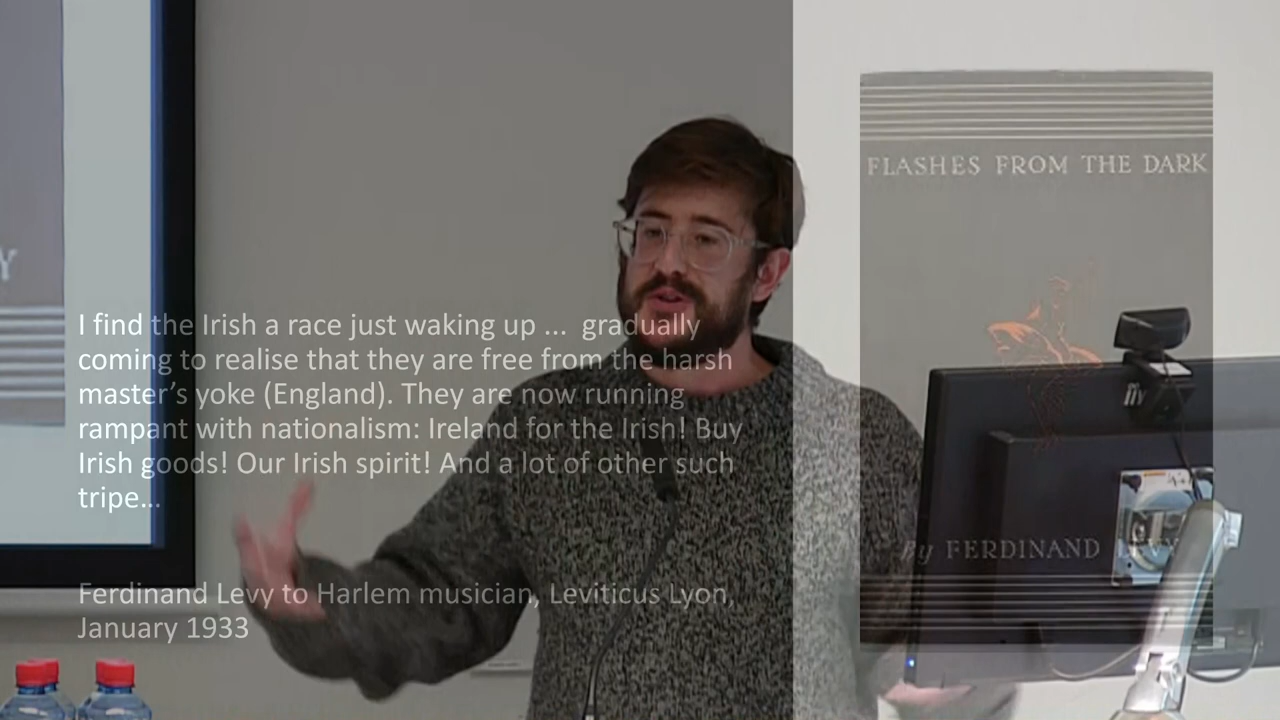 Y
I find the Irish a race just waking up ... gradually
coming to realise that they are free from the harsh
master’s yoke (England). They are now running
rampant with nationalism: Ireland for the Irish! Buy
Irish goods! Our Irish spirit! And a lot of other such
tripe...
Ferdinand Levy to Harlem musician, Leviticus Lyon,
January 1933
FLASHES FROM THE DARK
By FERDINAND LEVY